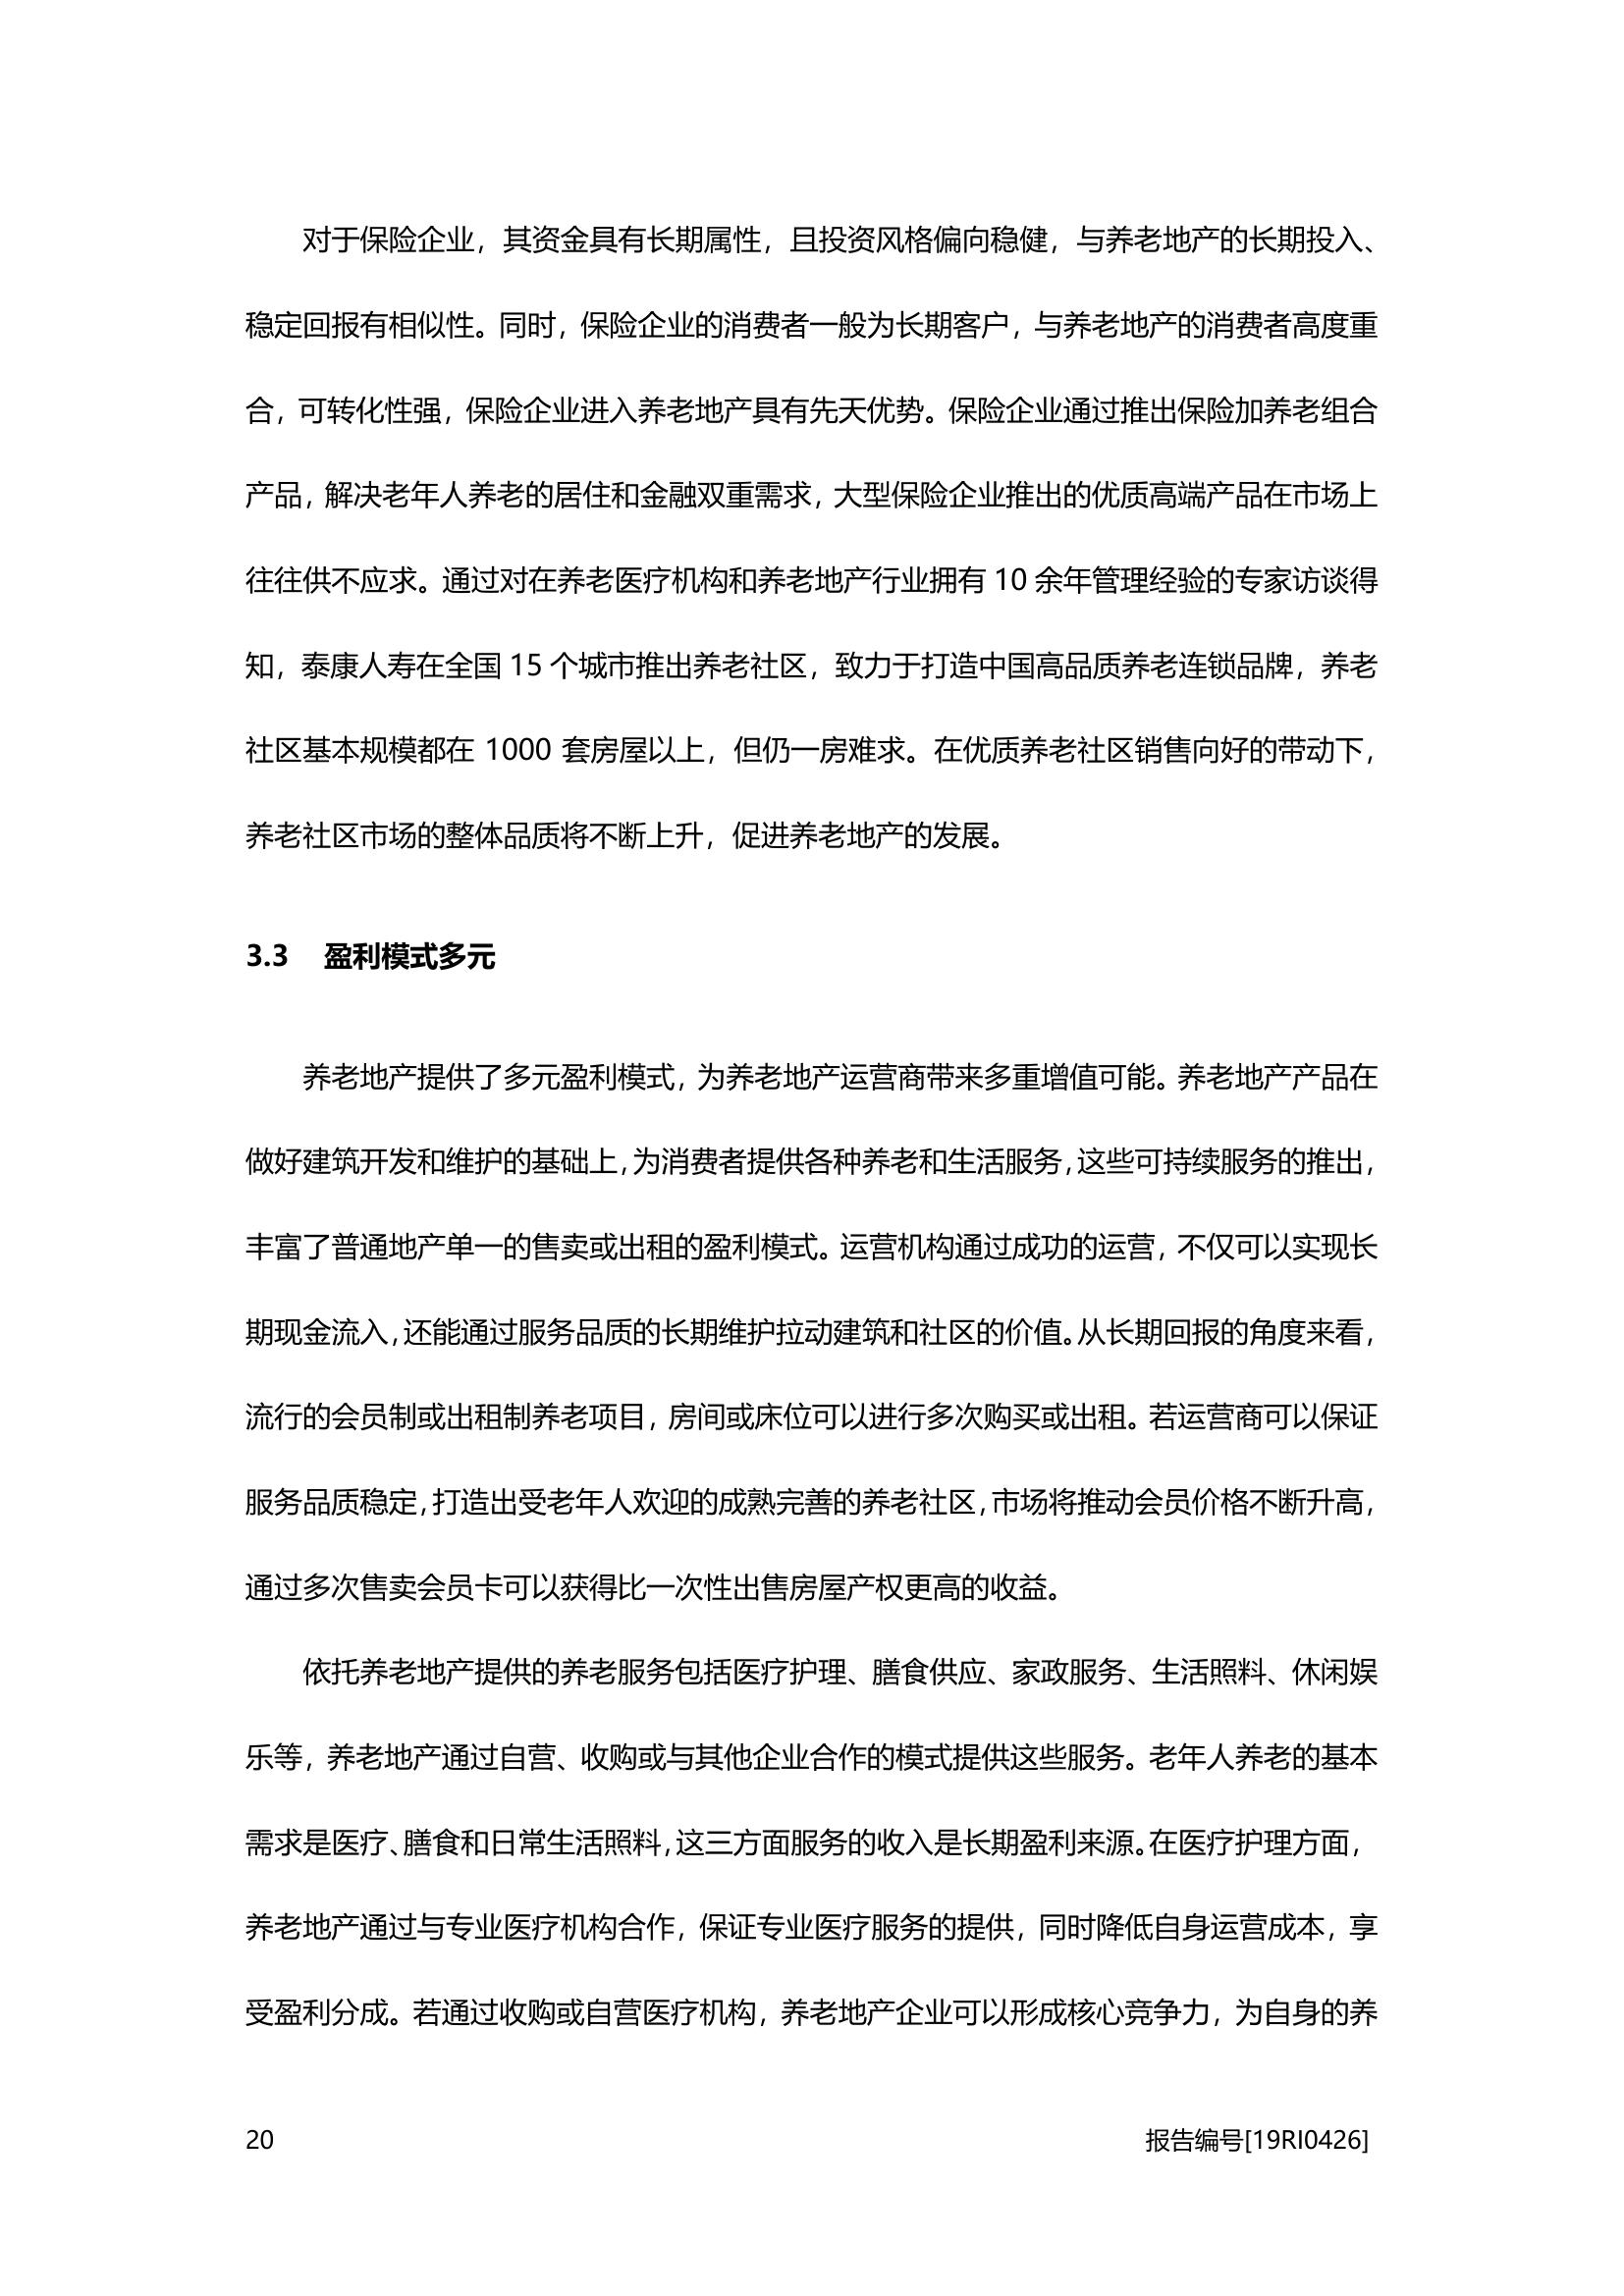 对于保险企业，其资金具有长期属性，且投资风格偏向稳健，与养老地产的长期投入、
稳定回报有相似性。同时，保险企业的消费者一般为长期客户，与养老地产的消费者高度重
合，可转化性强，保险企业进入养老地产具有先天优势。保险企业通过推出保险加养老组合
产品，解决老年人养老的居住和金融双重需求，大型保险企业推出的优质高端产品在市场上
往往供不应求。通过对在养老医疗机构和养老地产行业拥有 10 余年管理经验的专家访谈得
知，泰康人寿在全国 15 个城市推出养老社区，致力于打造中国高品质养老连锁品牌，养老
社区基本规模都在 1000 套房屋以上，但仍一房难求。在优质养老社区销售向好的带动下，
养老社区市场的整体品质将不断上升，促进养老地产的发展。
3.3 盈利模式多元
养老地产提供了多元盈利模式，为养老地产运营商带来多重增值可能。养老地产产品在
做好建筑开发和维护的基础上，为消费者提供各种养老和生活服务，这些可持续服务的推出，
丰富了普通地产单一的售卖或出租的盈利模式。运营机构通过成功的运营，不仅可以实现长
期现金流入，还能通过服务品质的长期维护拉动建筑和社区的价值。从长期回报的角度来看，
流行的会员制或出租制养老项目，房间或床位可以进行多次购买或出租。若运营商可以保证
服务品质稳定，打造出受老年人欢迎的成熟完善的养老社区，市场将推动会员价格不断升高，
通过多次售卖会员卡可以获得比一次性出售房屋产权更高的收益。
依托养老地产提供的养老服务包括医疗护理、膳食供应、家政服务、生活照料、休闲娱
乐等，养老地产通过自营、收购或与其他企业合作的模式提供这些服务。老年人养老的基本
需求是医疗、膳食和日常生活照料，这三方面服务的收入是长期盈利来源。在医疗护理方面，
养老地产通过与专业医疗机构合作，保证专业医疗服务的提供，同时降低自身运营成本，享
受盈利分成。若通过收购或自营医疗机构，养老地产企业可以形成核心竞争力，为自身的养
20 报告编号[19RI0426]